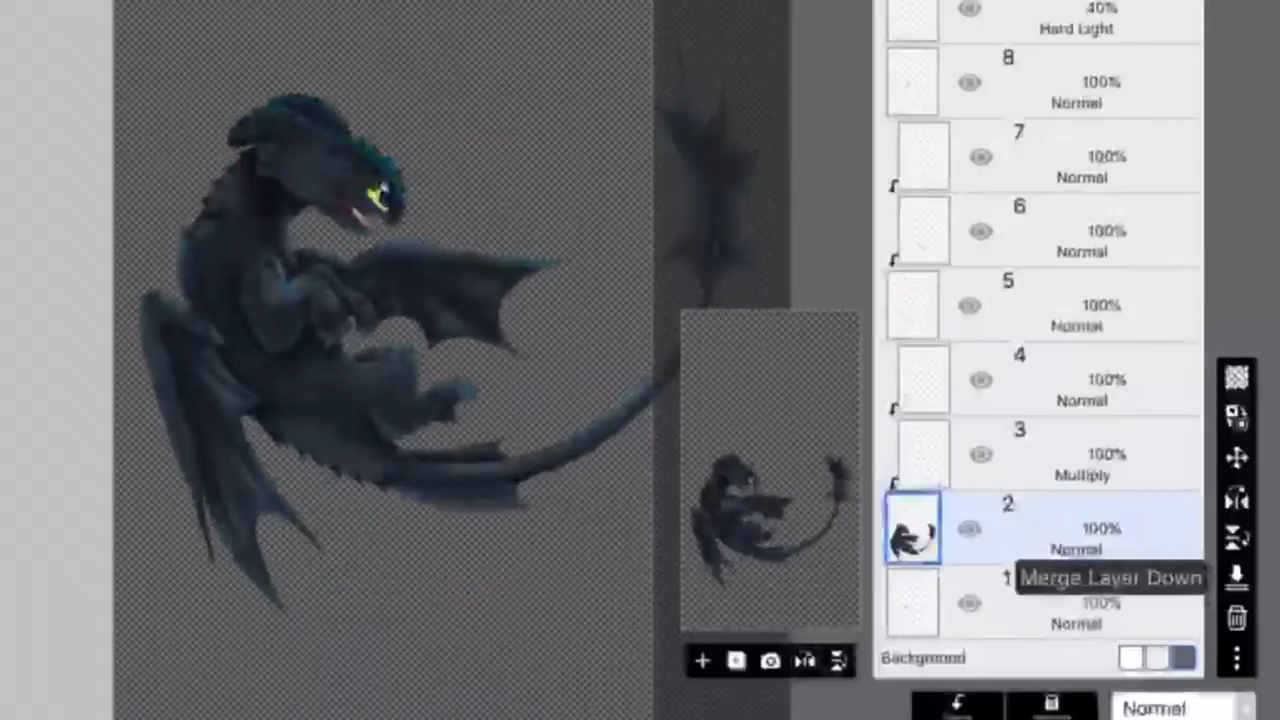 40%
Hard Light
8
100%
Normal
7
100%
Normal
6
100%
Normal
5
100%
Normal
4
100%
Normal
3
100%
Multiply
2
100%
Normal
Merge Layer Down
1
100%
Normal
Background
Normal